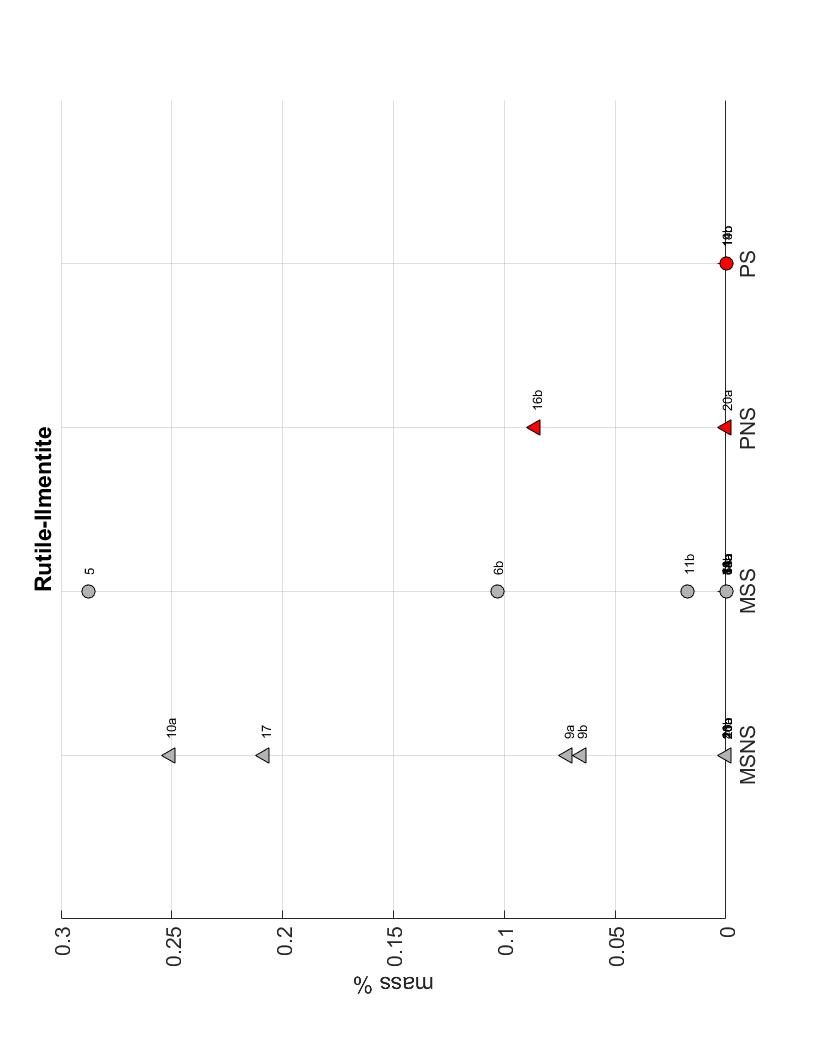 Rutile-Ilmentite
0.3
5
0.25
10a
17
0.2
mass %
0.15
0.1
6b
16b
9a
9b
0.05
11b
0
20a
MSNS
MSS
PNS
PS